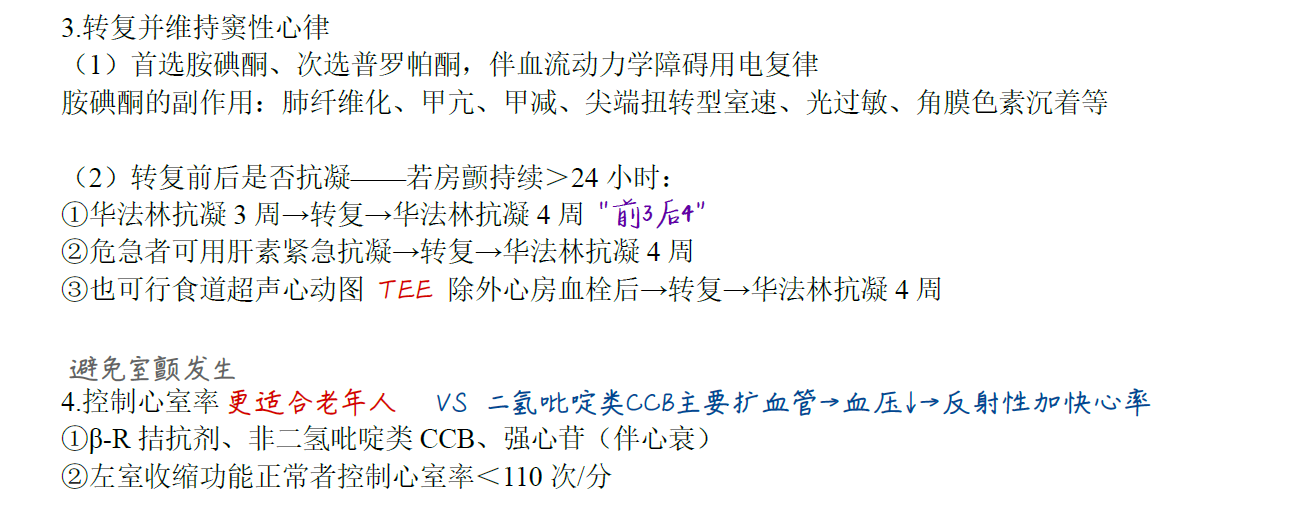 3.转复并维持窦性心律
（1）首选胺碘酮、次选普罗帕酮，伴血流动力学障碍用电复律
胺碘酮的副作用：肺纤维化、甲亢、甲减、尖端扭转型室速、光过敏、角膜色素沉着等
（2）转复前后是否抗凝——若房颤持续＞24 小时：
①华法林抗凝 3 周→转复→华法林抗凝 4 周 "前3后4"
②危急者可用肝素紧急抗凝→转复→华法林抗凝 4 周
③也可行食道超声心动图 TEE 除外心房血栓后→转复→华法林抗凝 4 周
避免室颤发生
4.控制心室率 更适合老年人 VS 二氢吡啶类CCB主要扩血管→血压↓→反射性加快心率
①β-R 拮抗剂、非二氢吡啶类 CCB、强心苷（伴心衰）
②左室收缩功能正常者控制心室率＜110 次/分